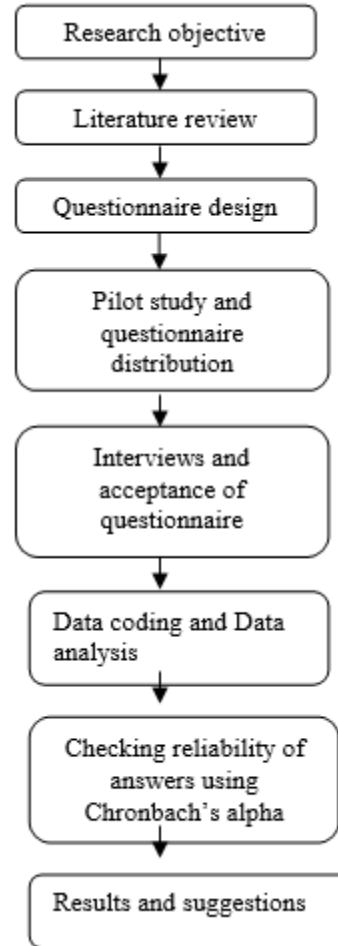 Research objective
Literature review
Questionnaire design
Pilot study and
questionnaire
distribution
Interviews and
acceptance of
questionnaire
Data coding and Data
analysis
Checking reliability of
answers using
Chronbach’s alpha
Results and suggestions